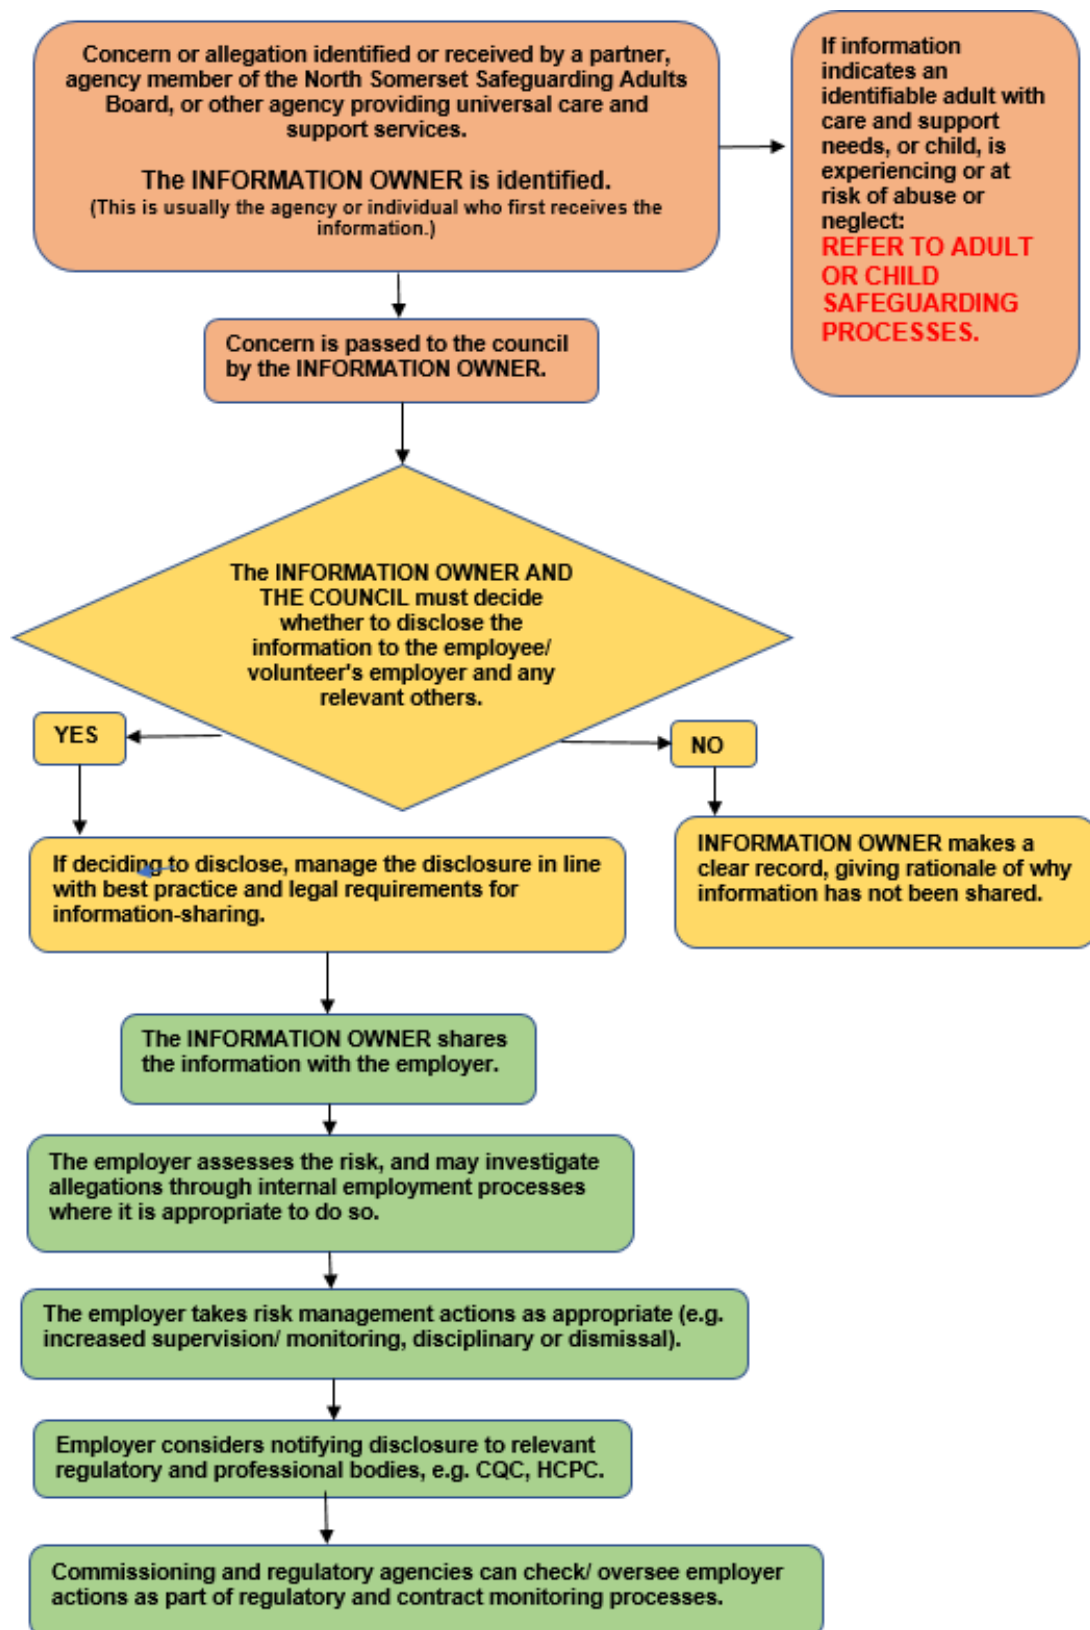 Concern or allegation identified or received by a partner,
agency member of the North Somerset Safeguarding Adults
Board, or other agency providing universal care and
support services.
The INFORMATION OWNER is identified.
(This is usually the agency or individual who first receives the
information.)
If information
indicates an
identifiable adult with
care and support
needs, or child, is
experiencing or at
risk of abuse or
neglect:
REFER TO ADULT
OR CHILD
SAFEGUARDING
PROCESSES.
Concern is passed to the council
by the INFORMATION OWNER.
The INFORMATION OWNER AND
THE COUNCIL must decide
whether to disclose the
information to the employee/
volunteer's employer and any
relevant others.
YES
NO
If deciding to disclose, manage the disclosure in line
with best practice and legal requirements for
information-sharing.
INFORMATION OWNER makes a
clear record, giving rationale of why
information has not been shared.
The INFORMATION OWNER shares
the information with the employer.
The employer assesses the risk, and may investigate
allegations through internal employment processes
where it is appropriate to do so.
The employer takes risk management actions as appropriate (e.g.
increased supervision/ monitoring, disciplinary or dismissal).
Employer considers notifying disclosure to relevant
regulatory and professional bodies, e.g. CQC, HCPC.
Commissioning and regulatory agencies can check/ oversee employer
actions as part of regulatory and contract monitoring processes.